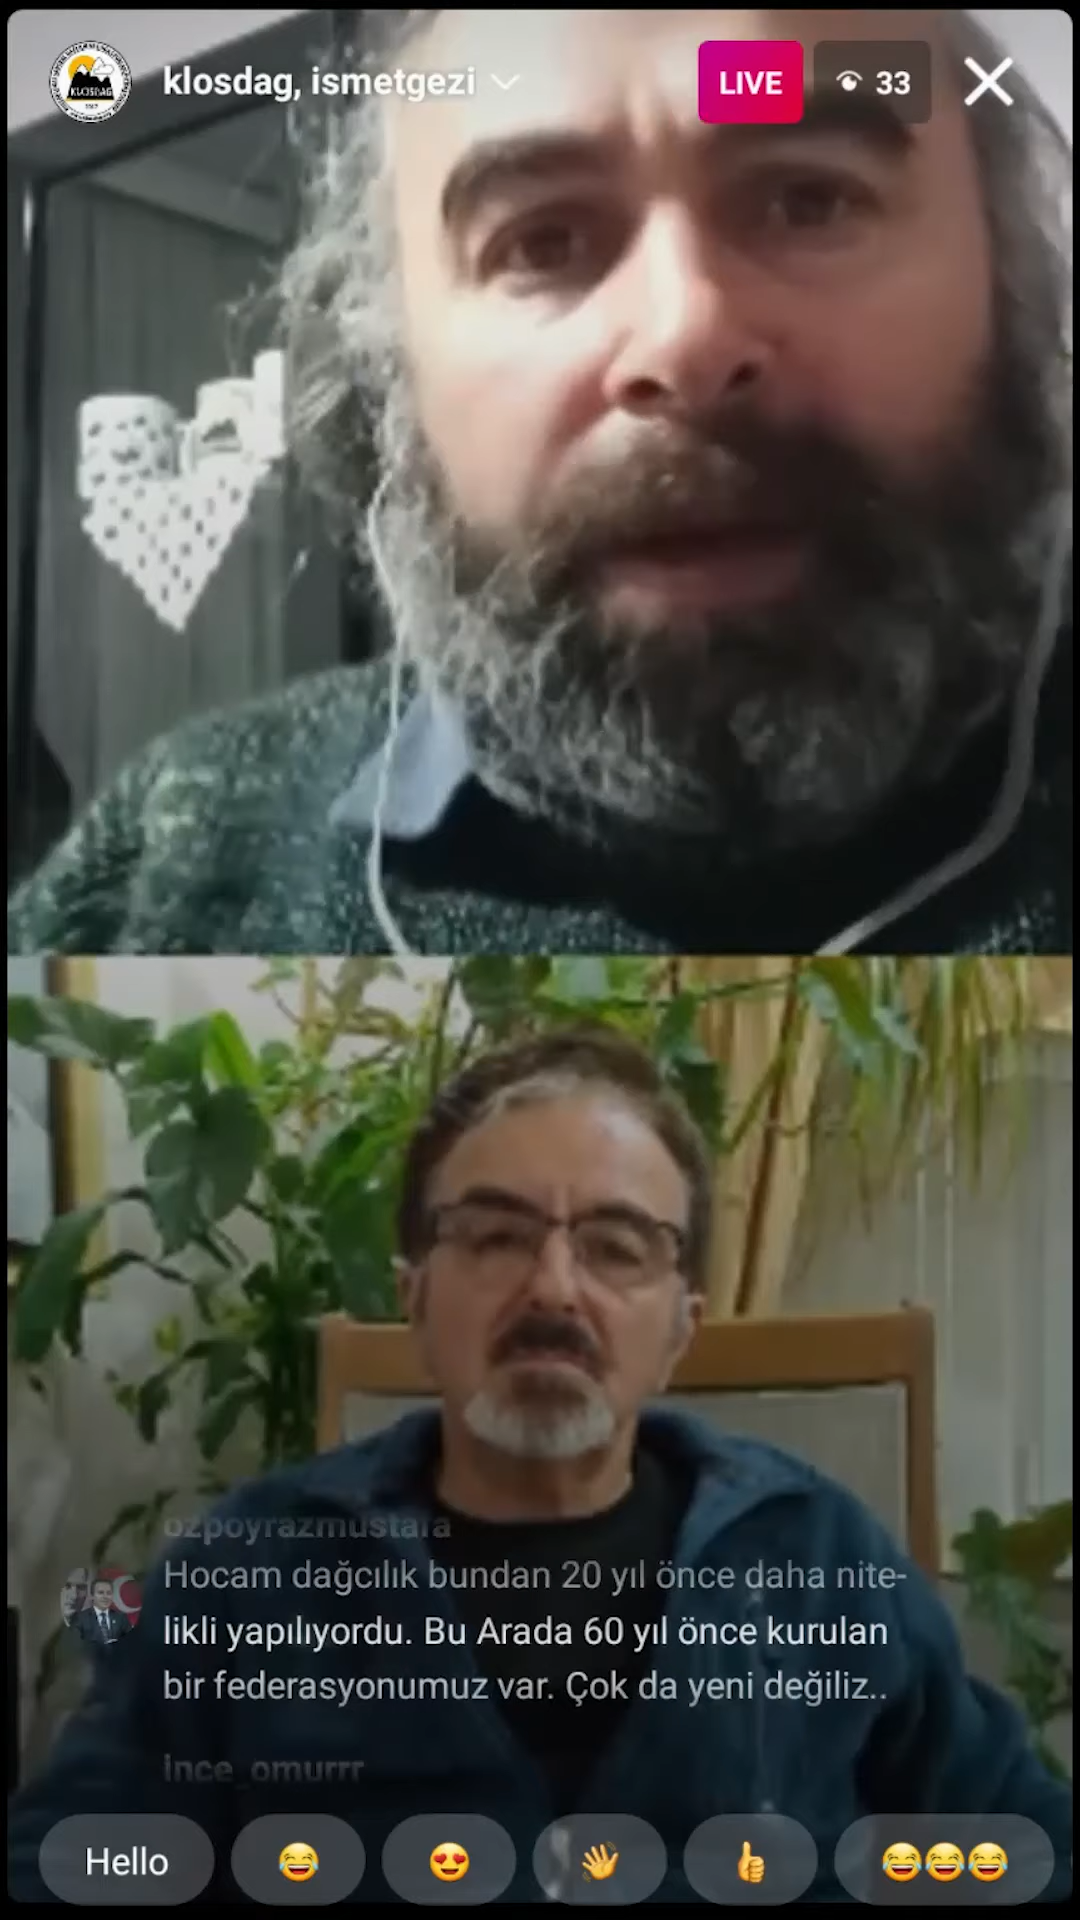 KLOSDAG
klosdag, ismetgezi
LIVE
33
ozpoyrazmustafa
Hocam dağcılık bundan 20 yıl önce daha nite-
likli yapılıyordu. Bu Arada 60 yıl önce kurulan
bir federasyonumuz var. Çok da yeni değiliz..
ince_omurrr
Hello